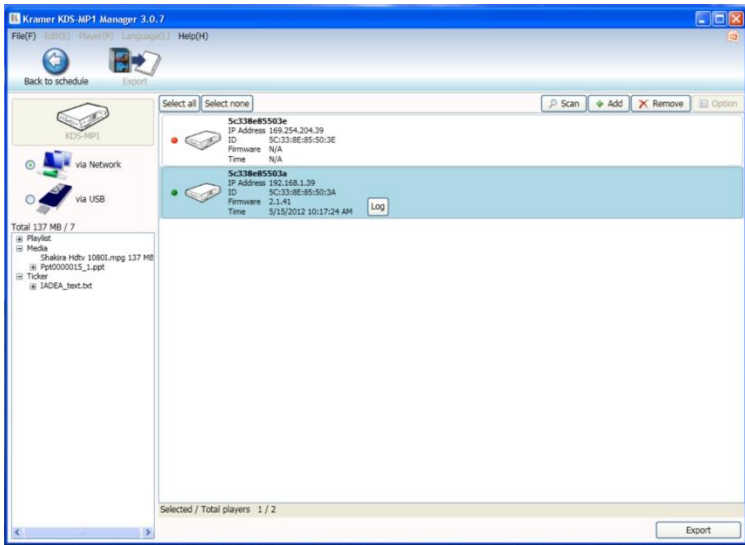 Kramer KDS-MP1 Manager 3.0.7
File(F) Edit(E) Player(P) Language(L) Help(H)
Back to schedule Export
Select all Select none Scan Add Remove Option
KDS-MP1
via Network
via USB
Total 137 MB / 7
Playlist
Media
Shakira Hdtv 1080I.mpg 137 MB
Ppt0000015_1.ppt
Ticker
IADEA_text.txt
5c338e85503e
IP Address 169.254.204.39
ID 5C:33:8E:85:50:3E
Firmware N/A
Time N/A
5c338e85503a
IP Address 192.168.1.39
ID 5C:33:8E:85:50:3A
Firmware 2.1.41
Time 5/15/2012 10:17:24 AM
Log
Selected / Total players 1 / 2
Export